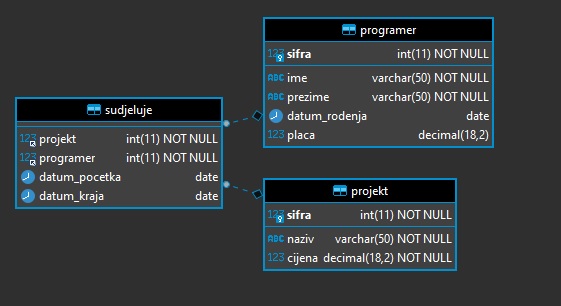 programer
sifra int(11) NOT NULL
ime varchar(50) NOT NULL
prezime varchar(50) NOT NULL
datum_rodenja date
placa decimal(18,2)
sudjeluje
projekt int(11) NOT NULL
programer int(11) NOT NULL
datum_pocetka date
datum_kraja date
projekt
sifra int(11) NOT NULL
naziv varchar(50) NOT NULL
cijena decimal(18,2) NOT NULL